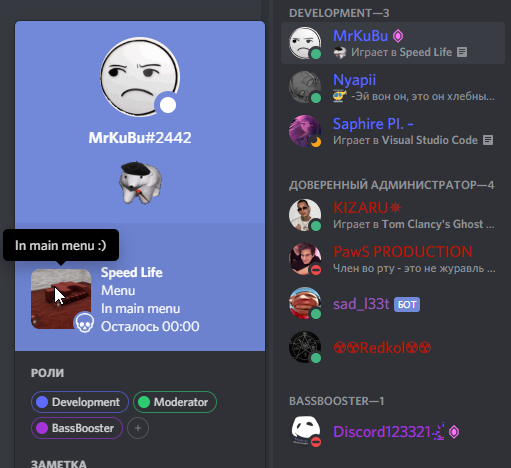 MrKuBu#2442
In main menu :)
Speed Life
Menu
In main menu
Осталось 00:00
РОЛИ
Development
Moderator
BassBooster
+
ЗАМЕТКА
DEVELOPMENT—3
MrKuBu
Играет в Speed Life
Nyapii
-Эй вон он, это он хлебны...
Saphire PI. ~
Играет в Visual Studio Code
ДОВЕРЕННЫЙ АДМИНИСТРАТОР—4
KIZARU✵
Играет в Tom Clancy's Ghost ...
PawS PRODUCTION
Член во рту - это не журавль ...
sad_l33t БОТ
☢☢Redkol☢☢
BASSBOOSTER—1
Discord123321